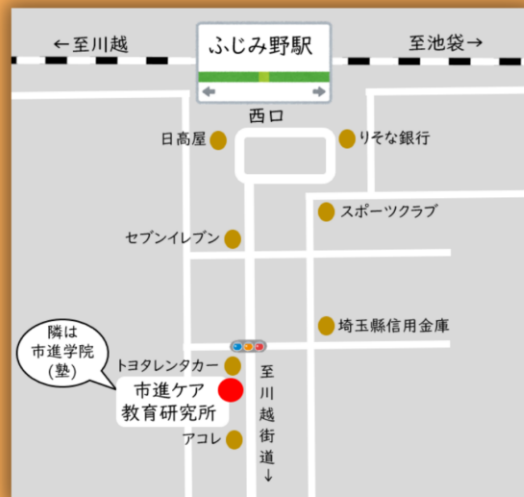 ←至川越
ふじみ野駅
至池袋→
西口
日高屋
りそな銀行
スポーツクラブ
セブンイレブン
埼玉縣信用金庫
隣は
市進学院
(塾)
トヨタレンタカー
市進ケア
教育研究所
アコレ
至川越街道↓